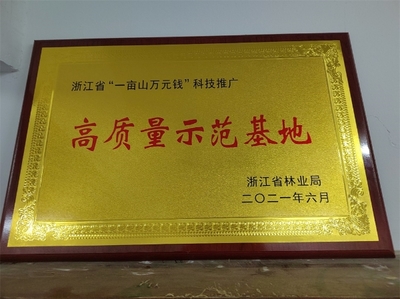 浙江省“一亩山万元钱”科技推广
高质量示范基地
浙江省林业局
二〇二一年六月